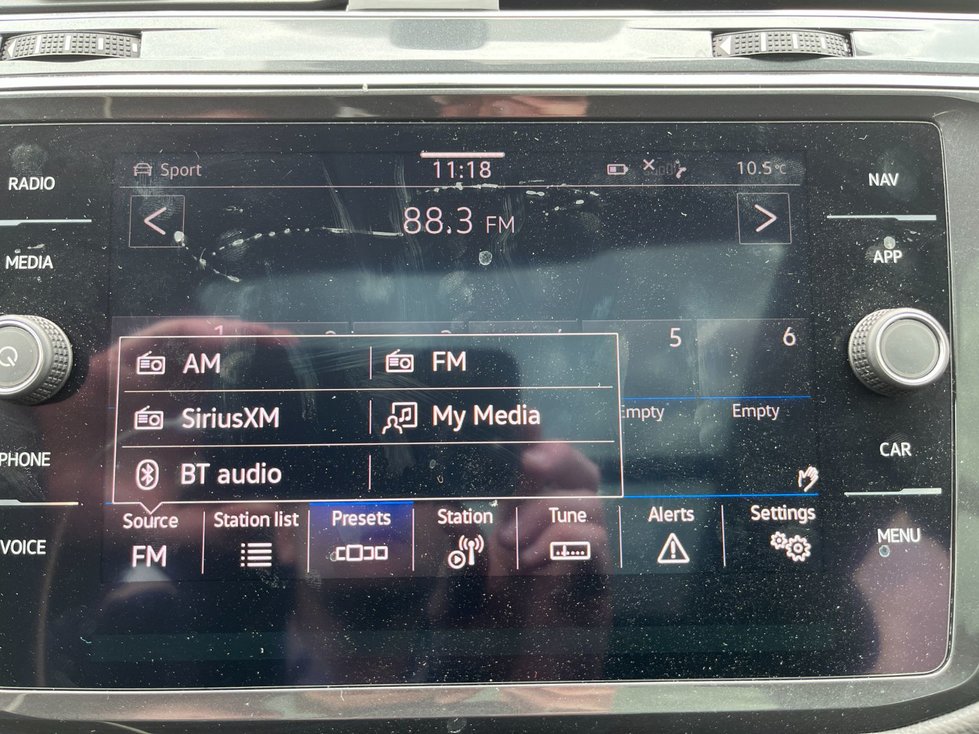 RADIO
MEDIA
PHONE
VOICE
Sport
11:18
10.5°C
88.3 FM
5
6
AM
FM
SiriusXM
My Media
BT audio
Empty
Empty
Source
FM
Station list
Presets
Station
Tune
Alerts
Settings
NAV
APP
CAR
MENU